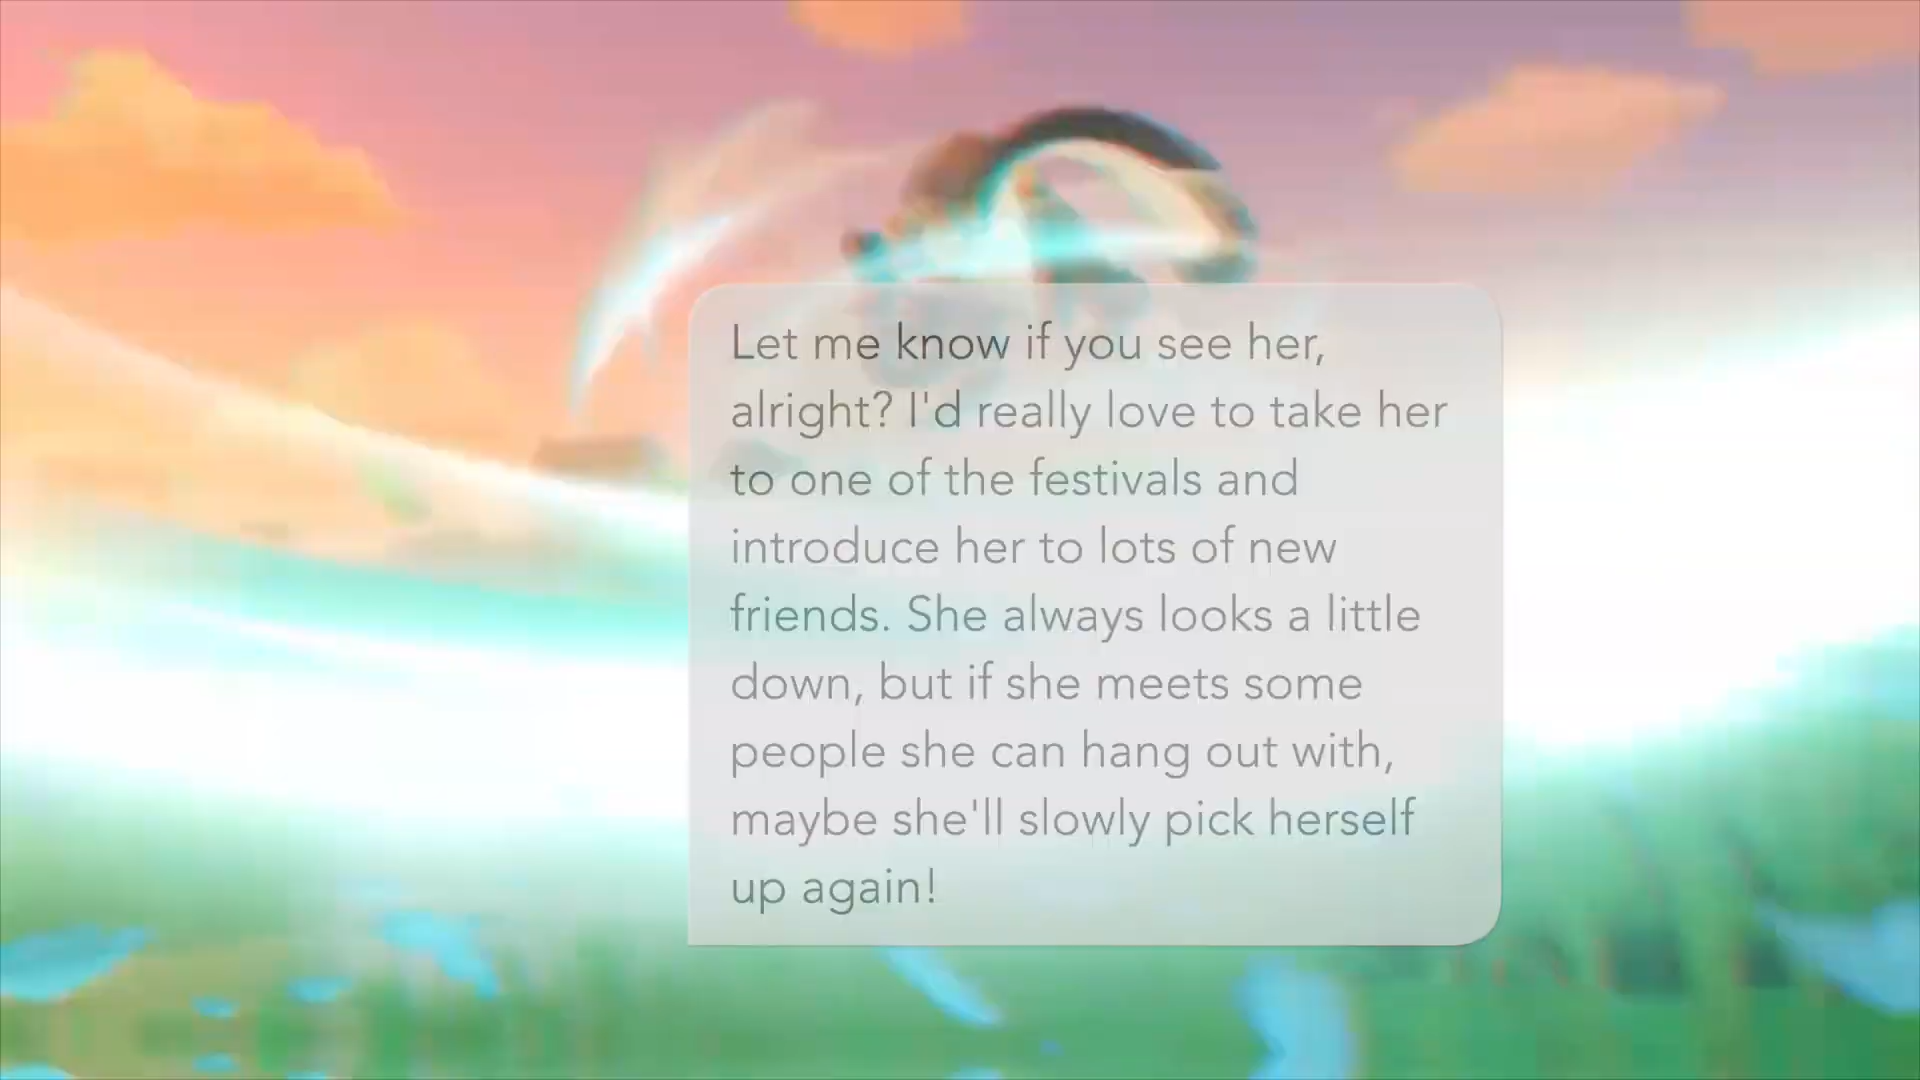 Let me know if you see her,
alright? I'd really love to take her
to one of the festivals and
introduce her to lots of new
friends. She always looks a little
down, but if she meets some
people she can hang out with,
maybe she'll slowly pick herself
up again!